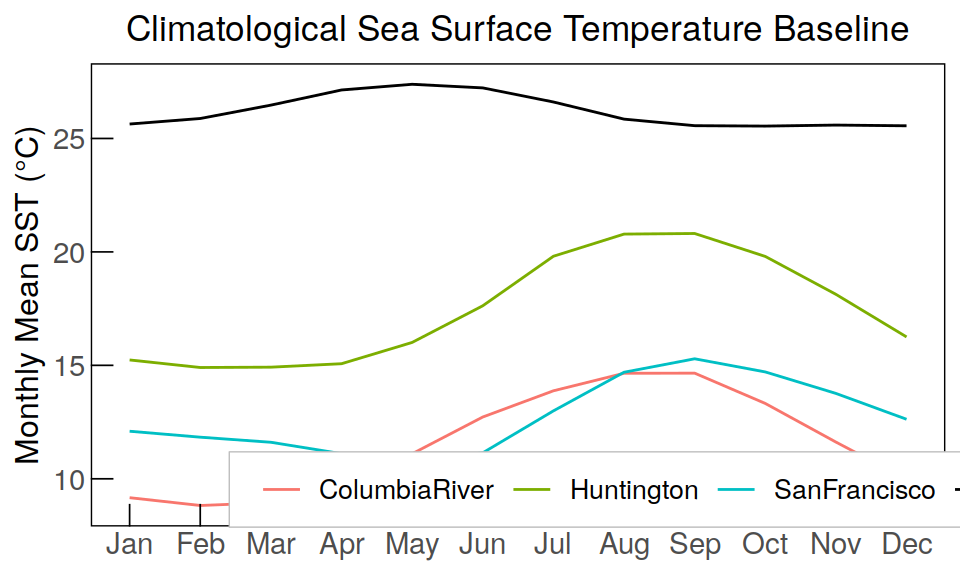 Climatological Sea Surface Temperature Baseline
Monthly Mean SST (°C)
25
20
15
10
ColumbiaRiver Huntington SanFrancisco
Jan Feb Mar Apr May Jun Jul Aug Sep Oct Nov Dec